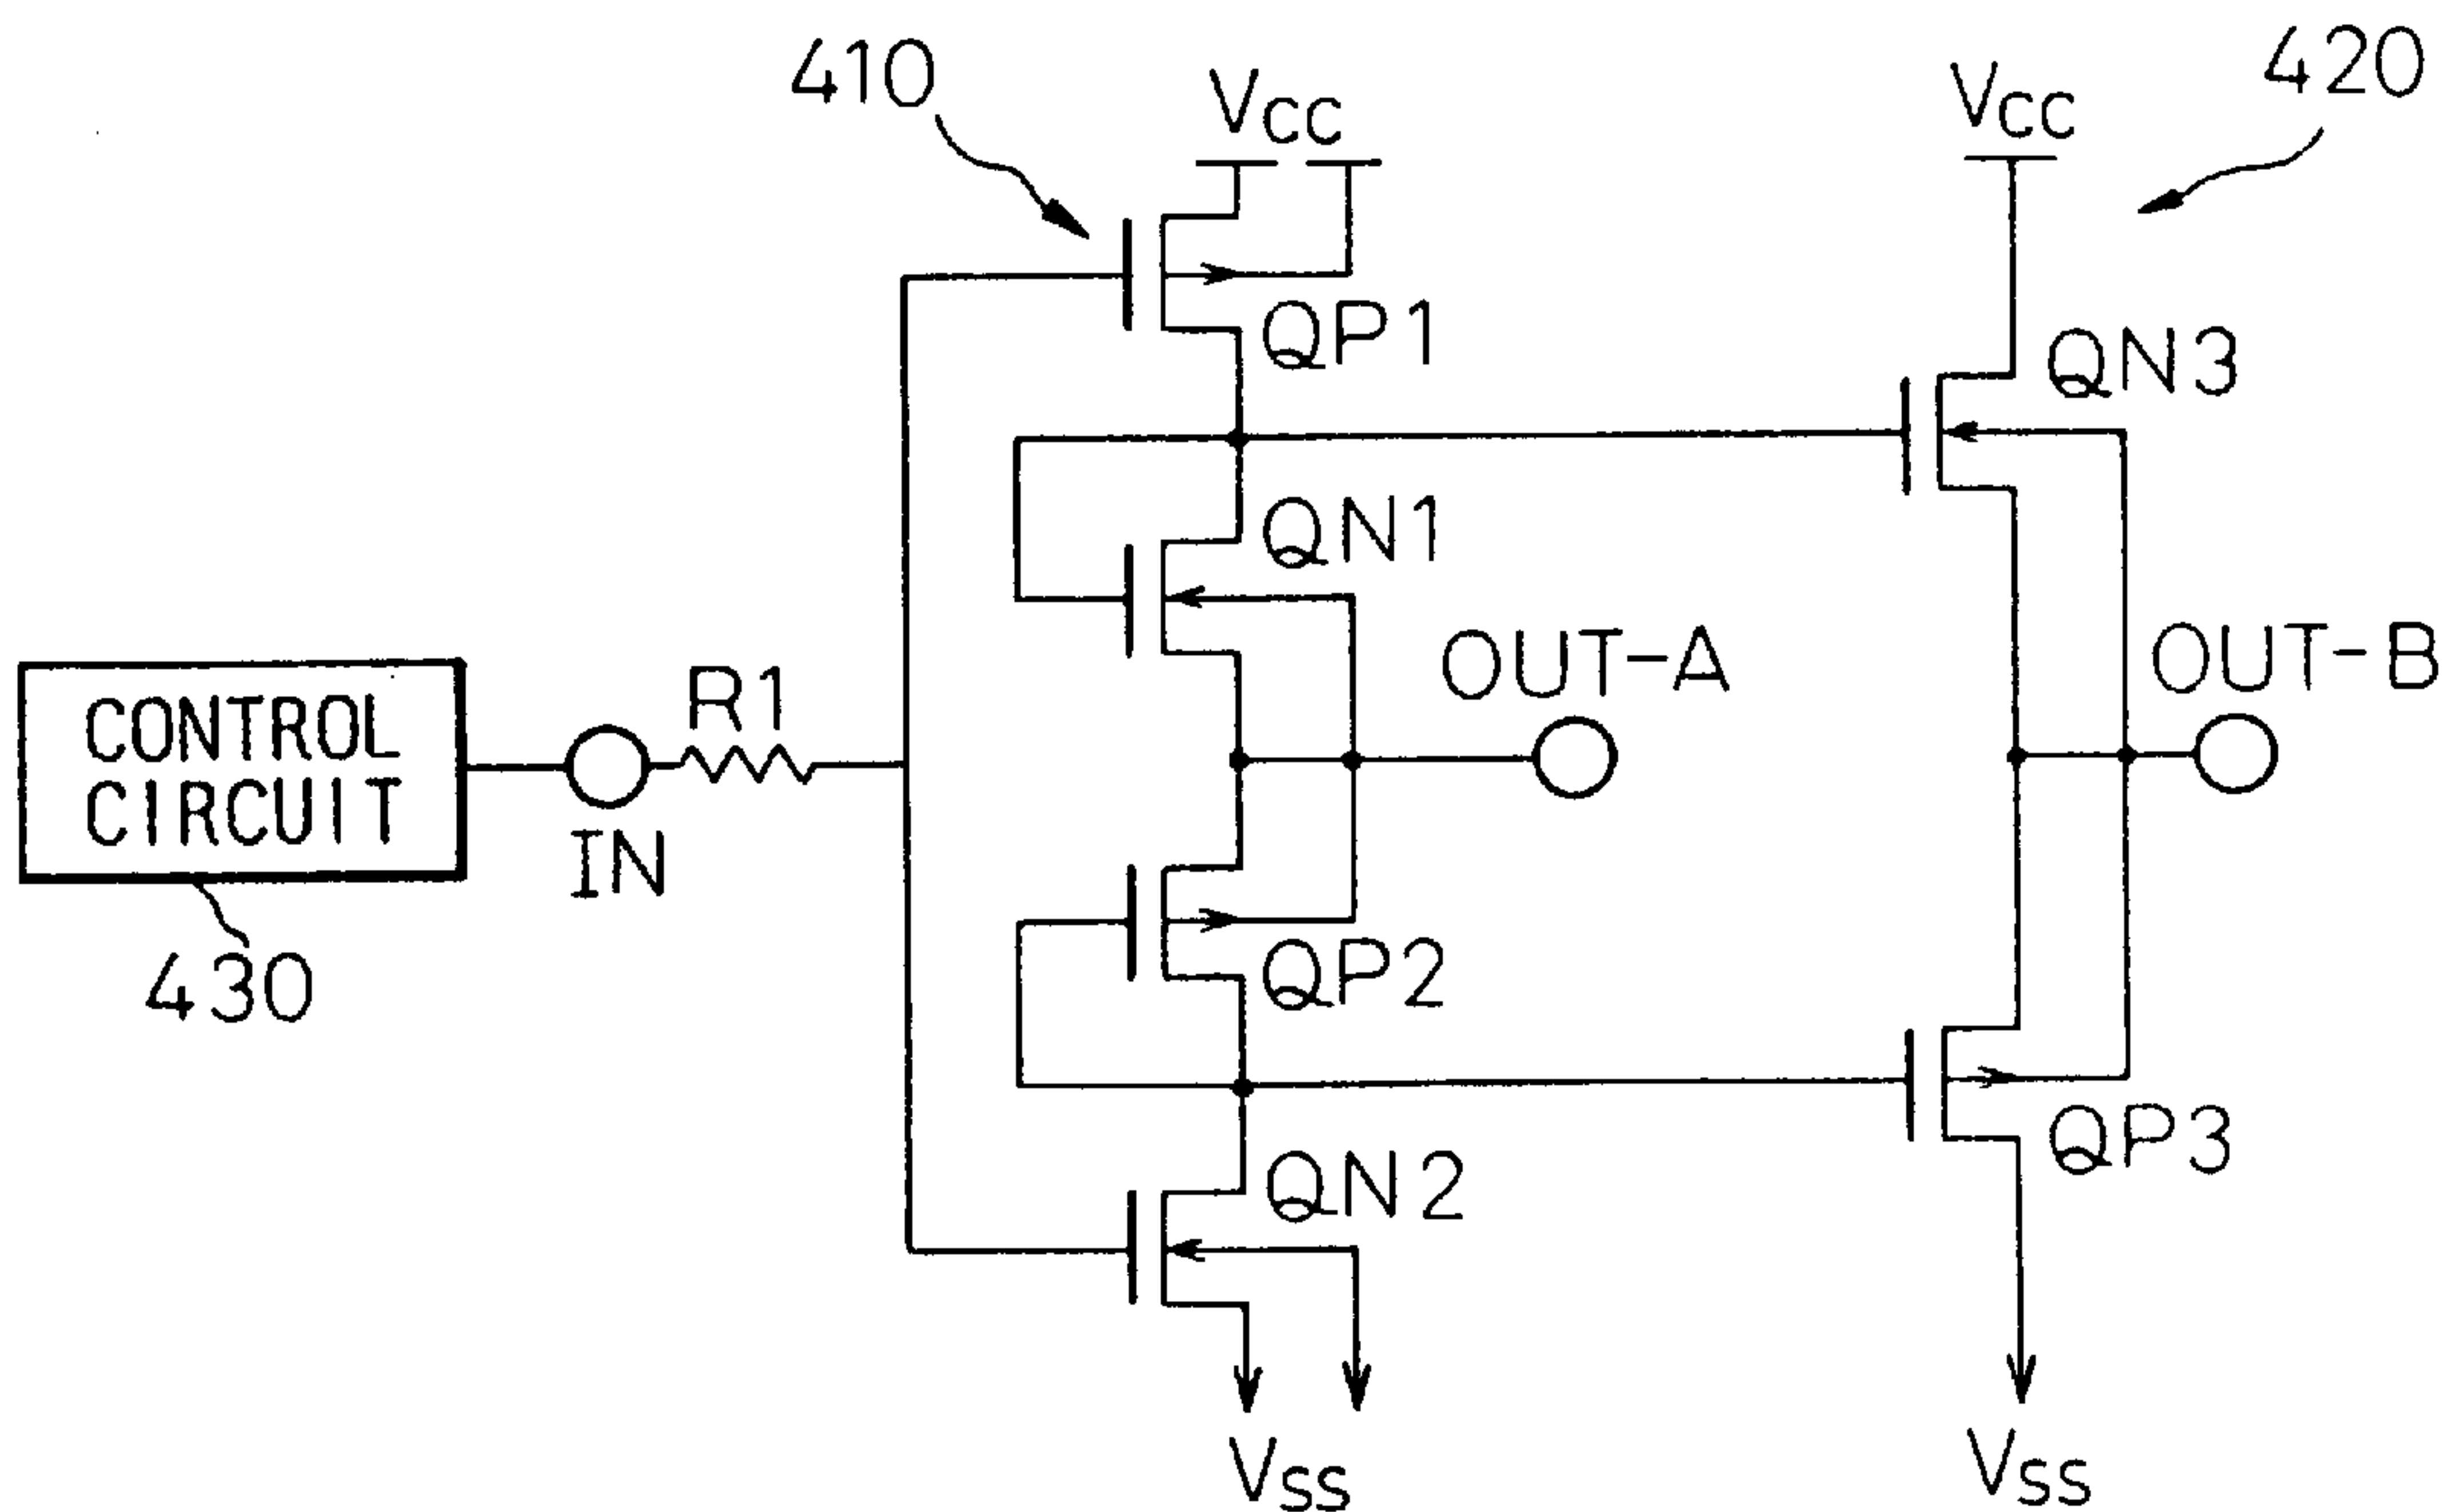 410
VCC
VCC
420
QP1
QN3
QN1
OUT-A
OUT-B
R1
CONTROL
CIRCUIT
IN
430
QP2
QP3
QN2
VSS
VSS